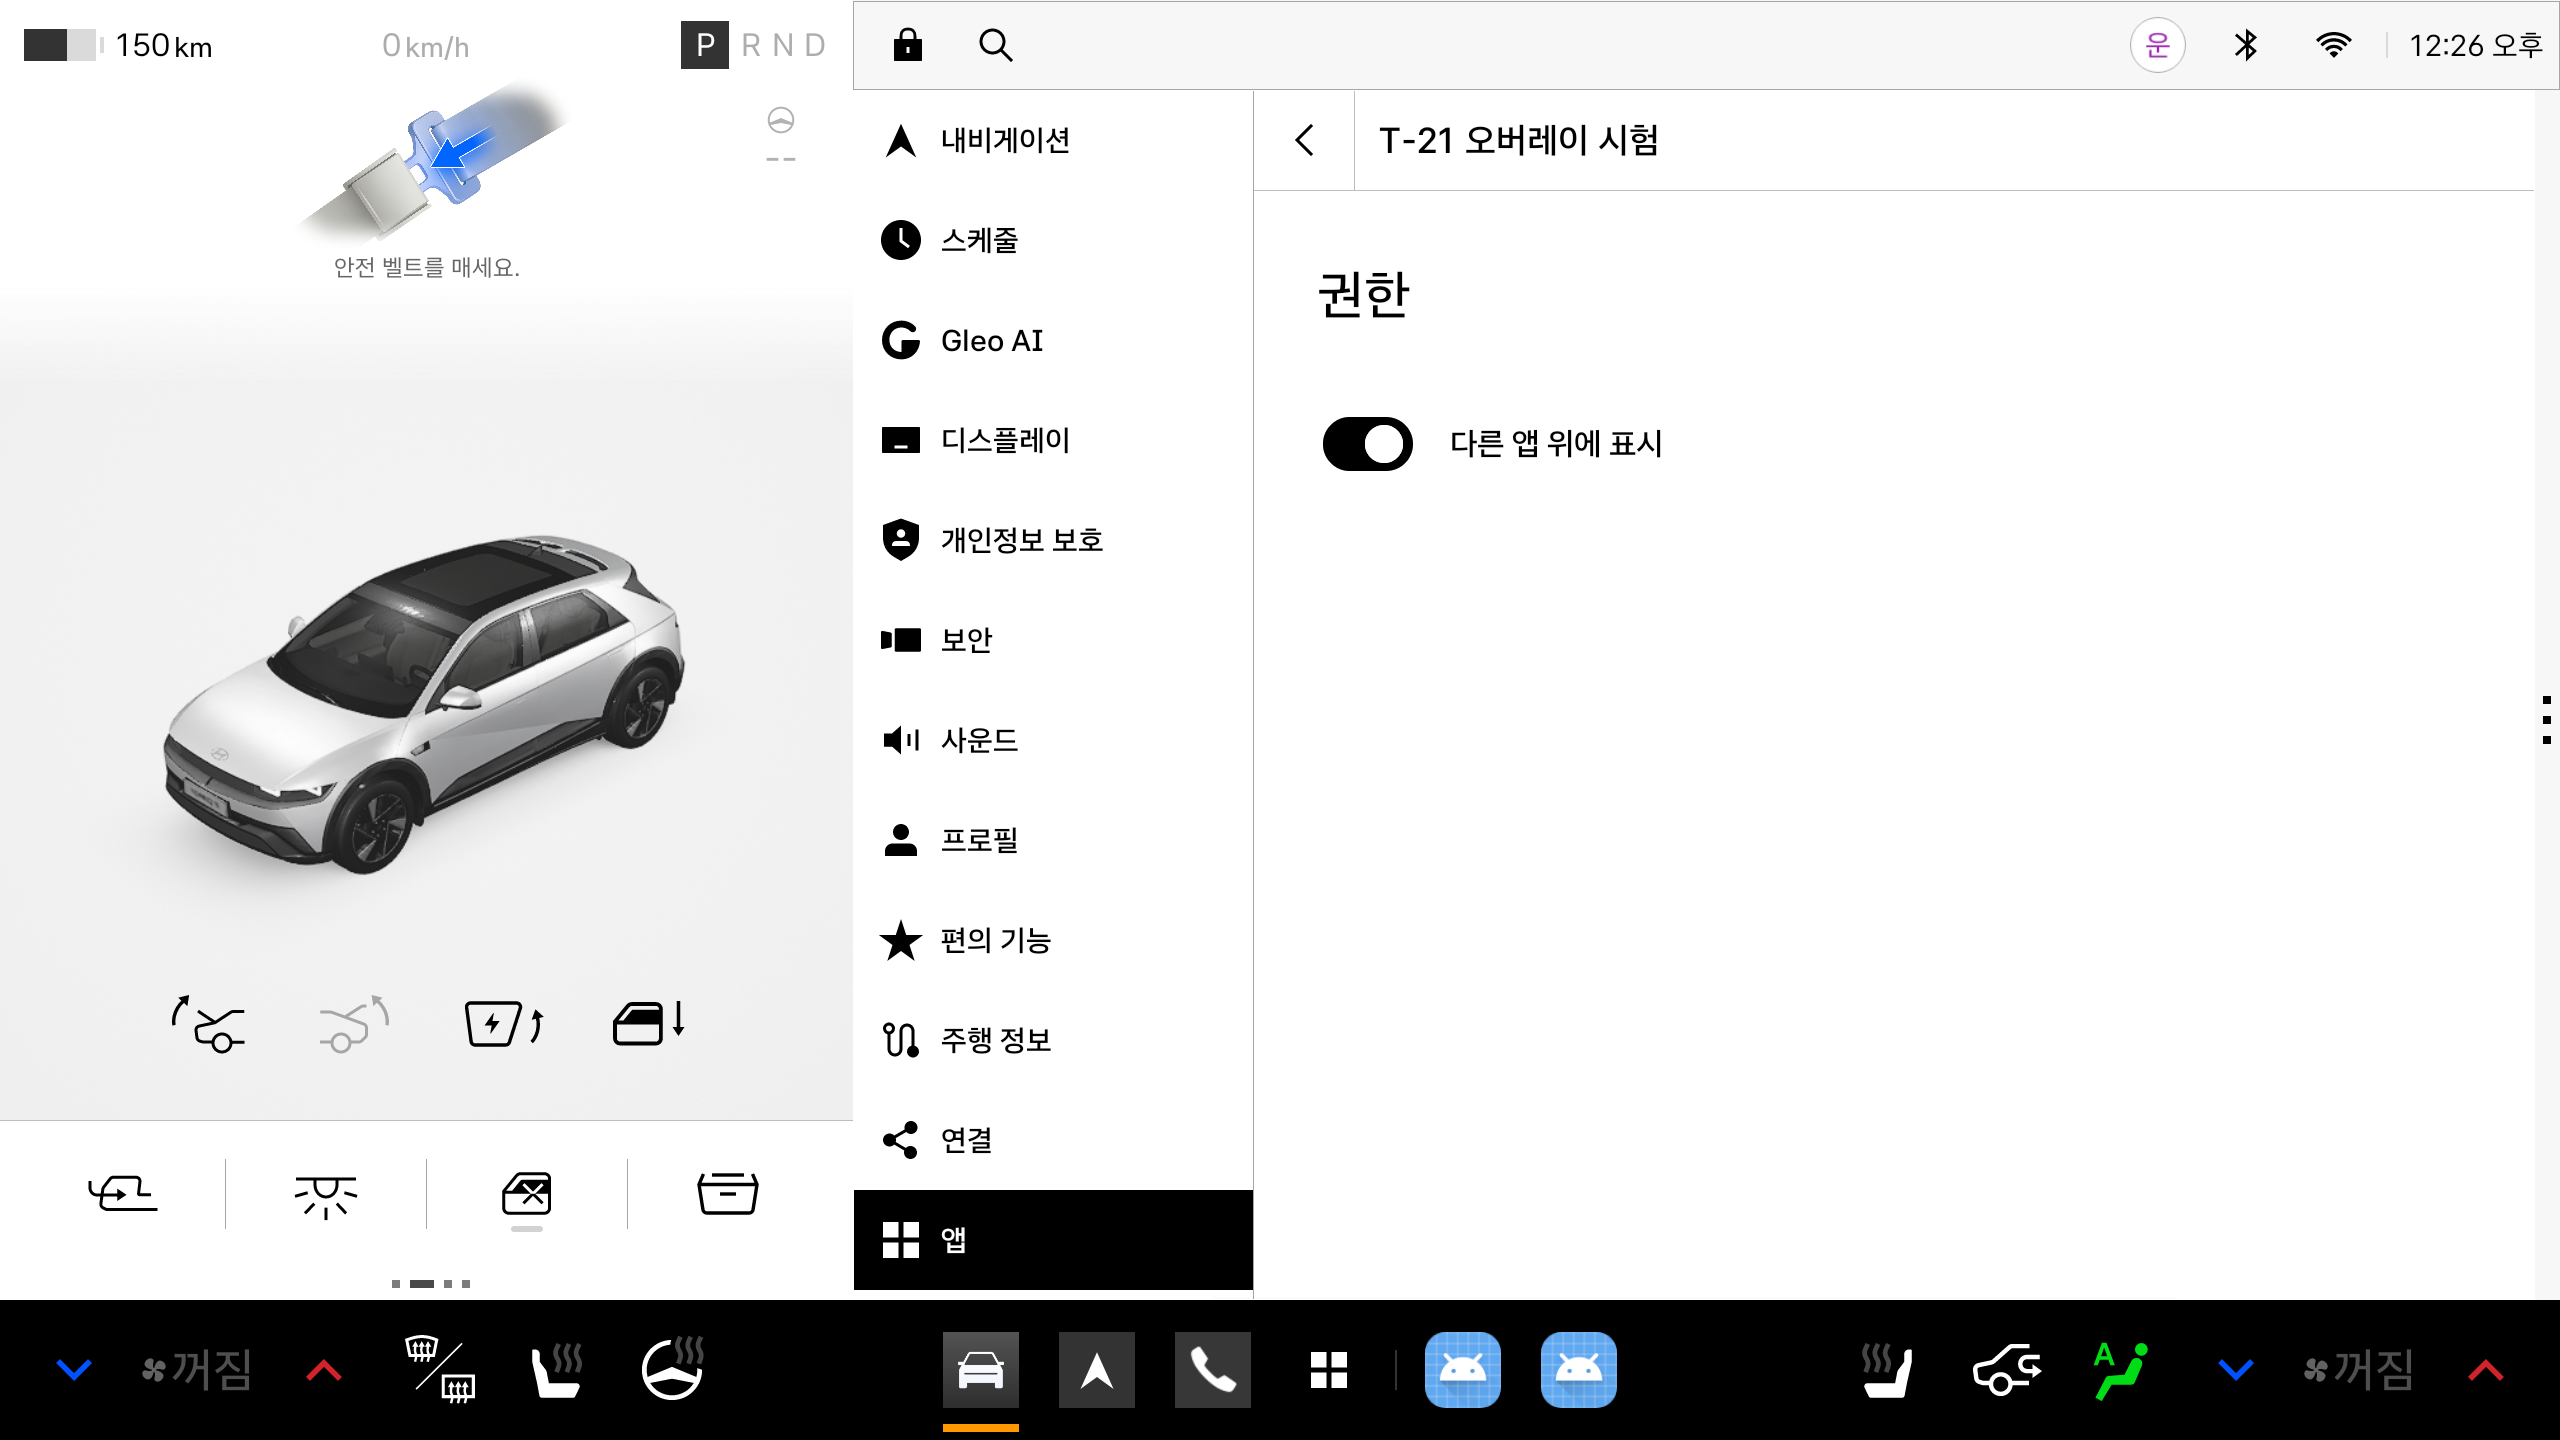 150 km
0 km/h
P R N D
안전 벨트를 매세요.
운
12:26 오후
내비게이션
스케줄
Gleo AI
디스플레이
개인정보 보호
보안
사운드
프로필
편의 기능
주행 정보
연결
앱
T-21 오버레이 시험
권한
다른 앱 위에 표시
꺼짐
A
꺼짐